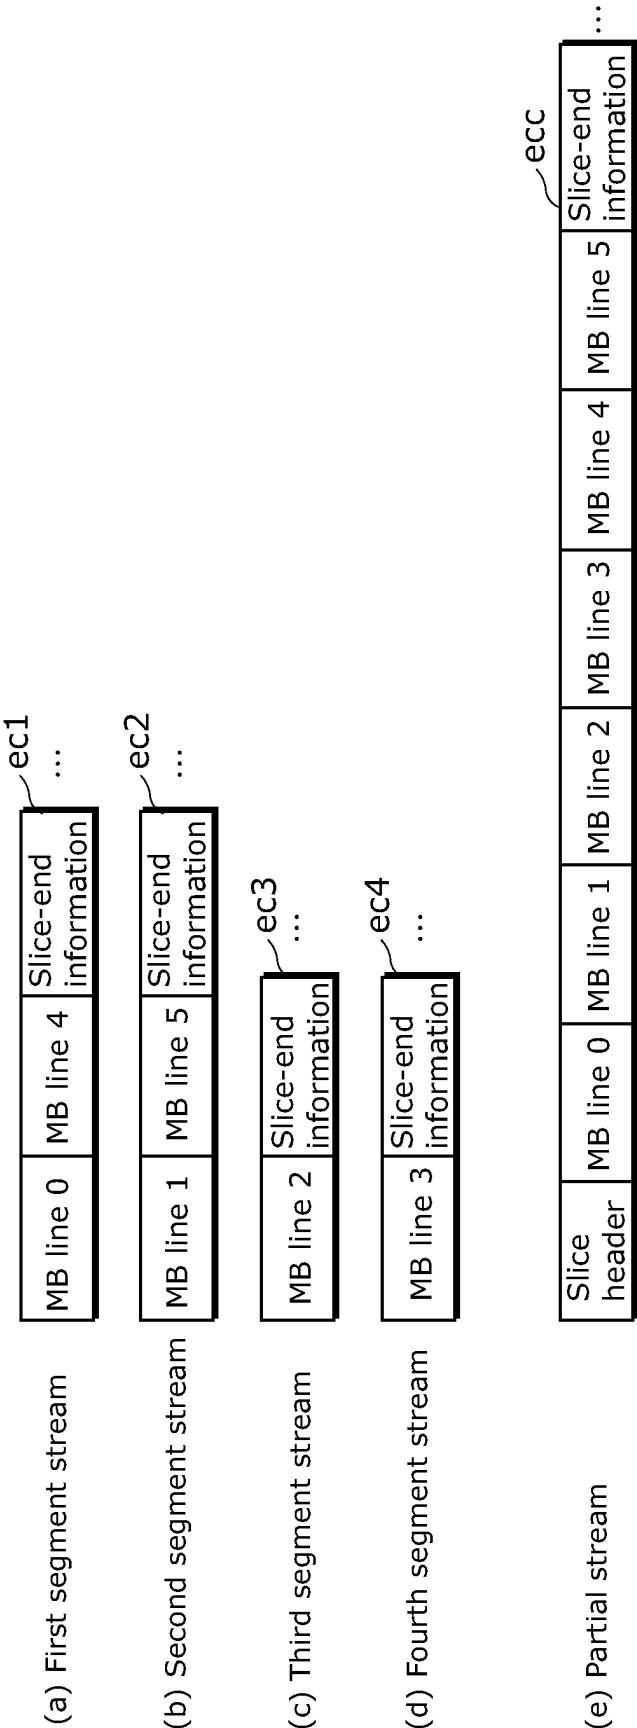 (a) First segment stream
MB line 0
MB line 4
Slice-end
information
ec1
...
(b) Second segment stream
MB line 1
MB line 5
Slice-end
information
ec2
...
(c) Third segment stream
MB line 2
Slice-end
information
ec3
...
(d) Fourth segment stream
MB line 3
Slice-end
information
ec4
...
(e) Partial stream
Slice
header
MB line 0
MB line 1
MB line 2
MB line 3
MB line 4
MB line 5
Slice-end
information
ecc
...